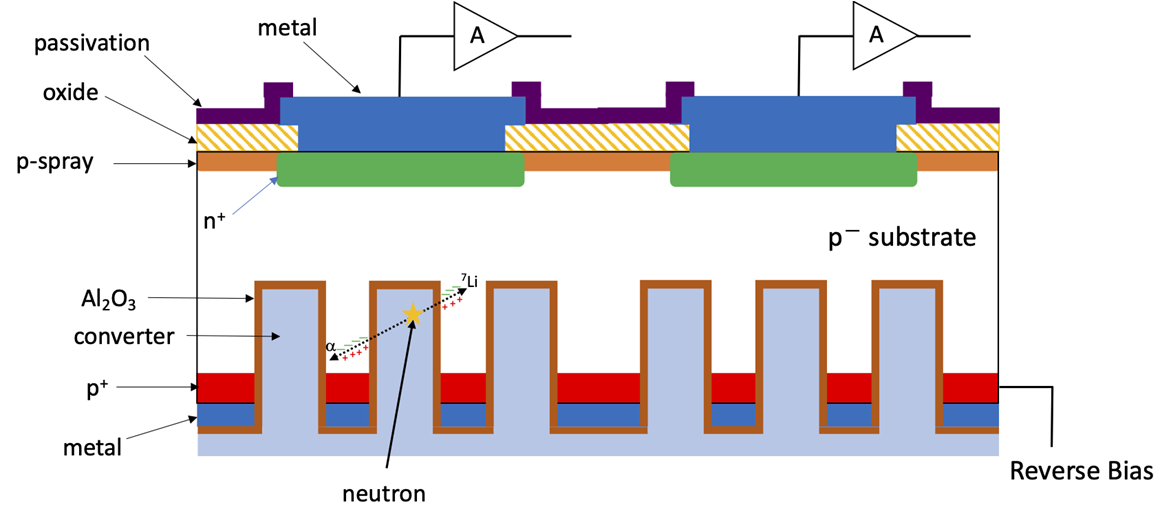 metal
A
A
passivation
oxide
p-spray
n⁺
p⁻ substrate
⁷Li
Al₂O₃
converter
α
p⁺
metal
neutron
Reverse Bias